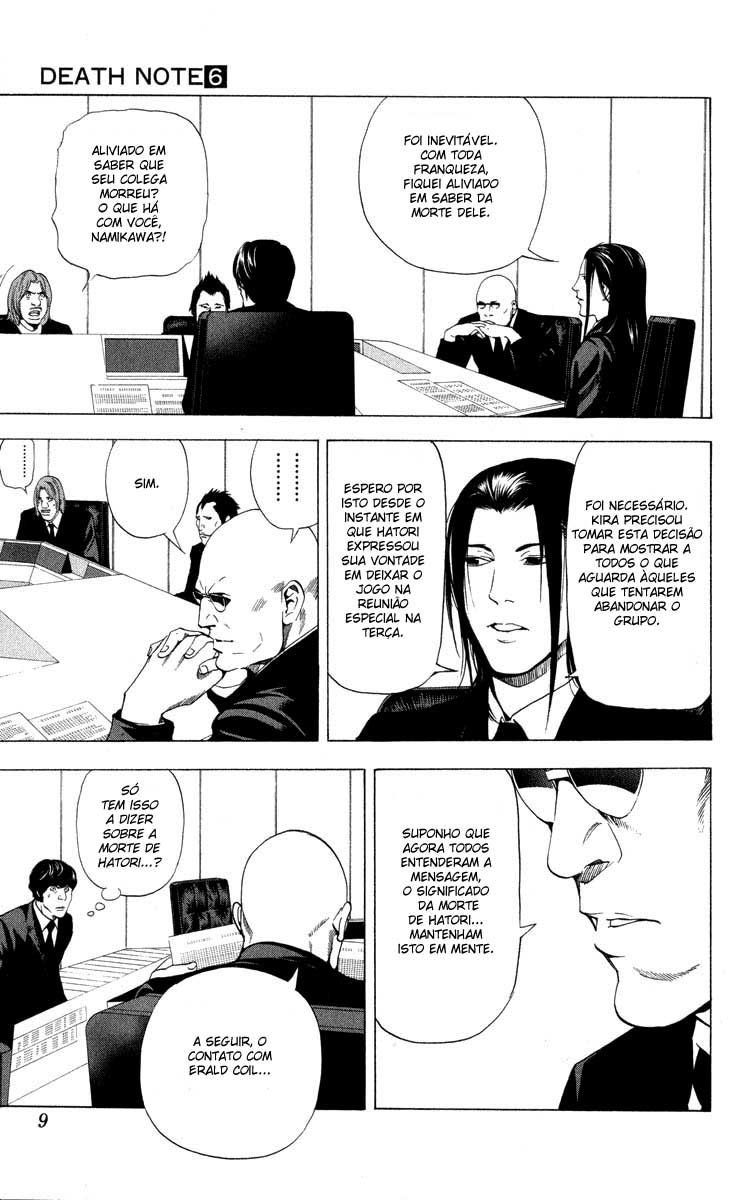 DEATH NOTE 6
FOI INEVITÁVEL.
COM TODA
FRANQUEZA,
FIQUEI ALIVIADO
EM SABER DA
MORTE DELE.
ALIVIADO EM
SABER QUE
SEU COLEGA
MORREU?
O QUE HÁ
COM VOCÊ,
NAMIKAWA?!
FOI NECESSÁRIO.
KIRA PRECISOU
TOMAR ESTA DECISÃO
PARA MOSTRAR A
TODOS O QUE
AGUARDA ÀQUELES
QUE TENTAREM
ABANDONAR O
GRUPO.
ESPERO POR
ISTO DESDE O
INSTANTE EM
QUE HATORI
EXPRESSOU
SUA VONTADE
EM DEIXAR O
JOGO NA
REUNIÃO
ESPECIAL NA
TERÇA.
........
SIM.
......
SUPONHO QUE
AGORA TODOS
ENTENDERAM A
MENSAGEM,
O SIGNIFICADO
DA MORTE
DE HATORI...
MANTENHAM
ISTO EM MENTE.
SÓ
TEM ISSO
A DIZER
SOBRE A
MORTE DE
HATORI...?
A SEGUIR, O
CONTATO COM
ERALD COIL...
9